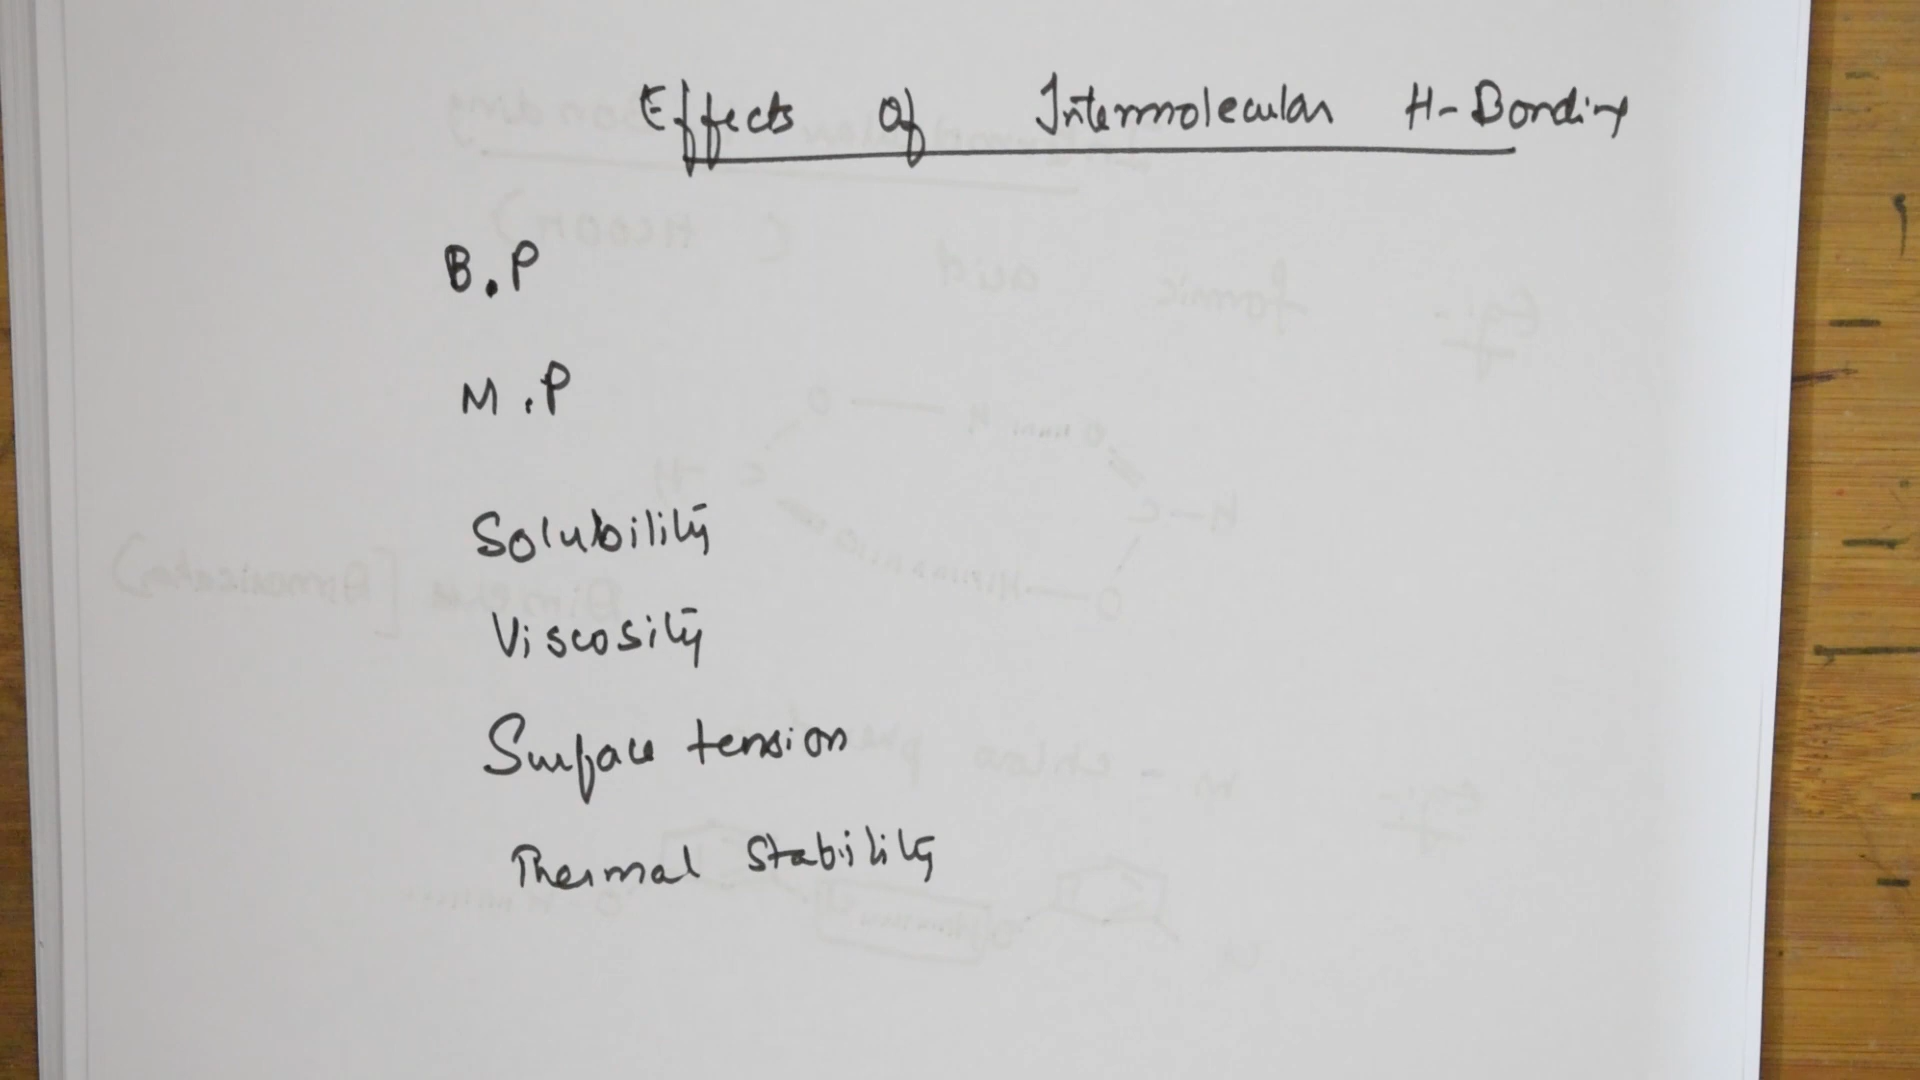 Effects of Intermolecular H-Bonding
B.P
M.P
Solubility
Viscosity
Surface tension
Thermal Stability